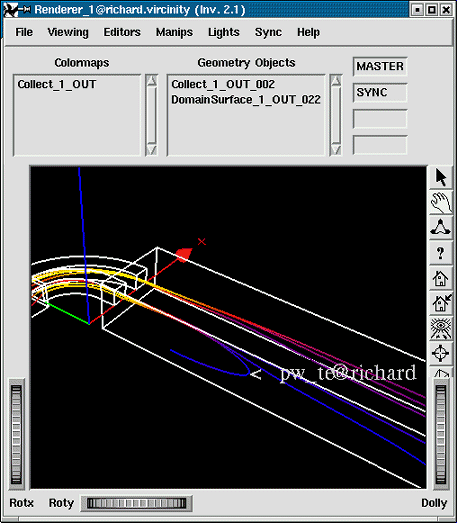 Renderer_1@richard.vircinity (Inv. 2.1)
File Viewing Editors Manips Lights Sync Help
Colormaps Geometry Objects
MASTER
Collect_1_OUT Collect_1_OUT_002
SYNC
DomainSurface_1_OUT_022
X
?
< pw_te@richard
Rotx Roty Dolly